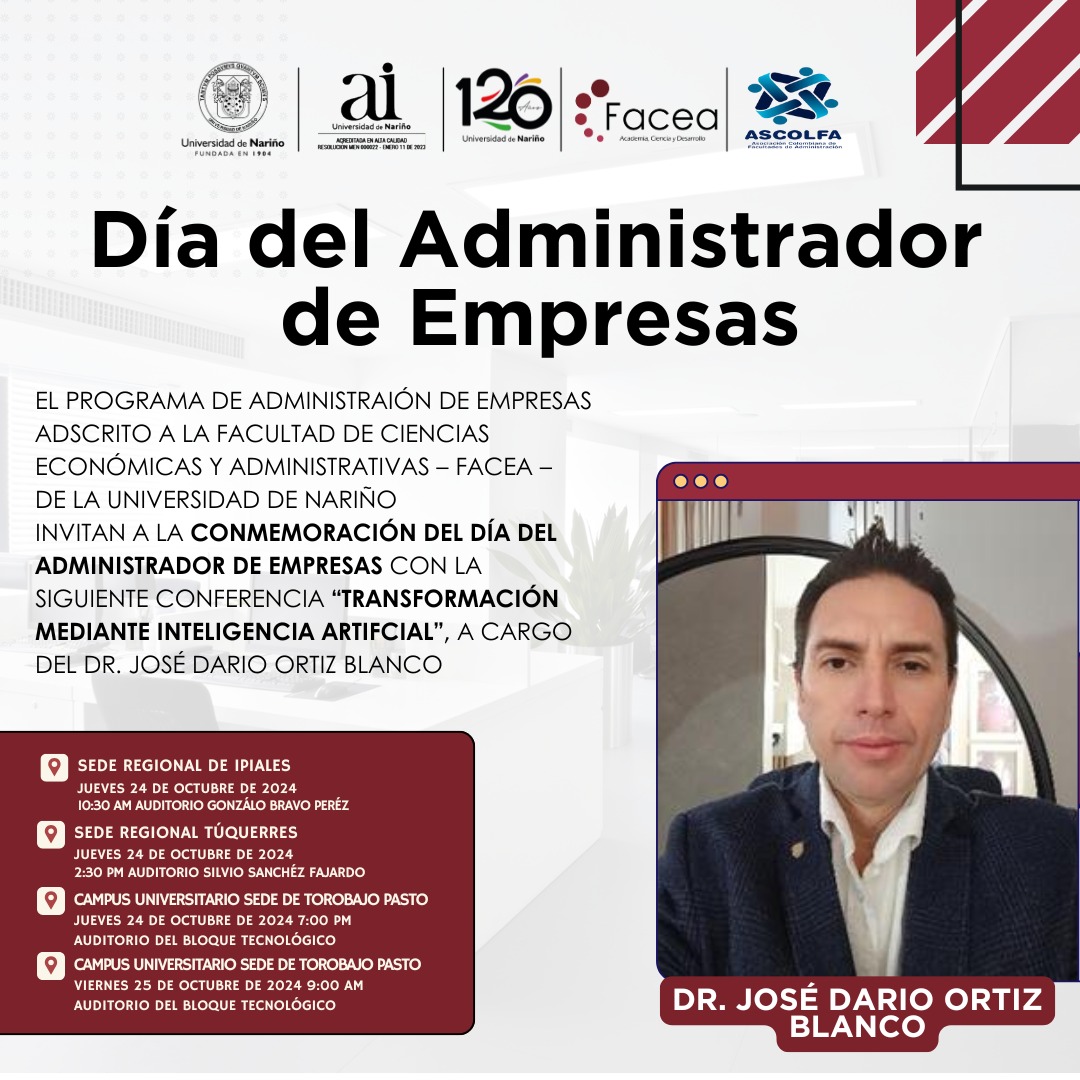 Universidad de Nariño
FUNDADA EN 1904
ai
Universidad de Nariño
ACREDITADA EN ALTA CALIDAD
RESOLUCIÓN MEN 000022 - ENERO 11 DE 2023
120 Años
Universidad de Nariño
Facea
Academia, Ciencia y Desarrollo
ASCOLFA
Asociación Colombiana de
Facultades de Administración
Día del Administrador
de Empresas
EL PROGRAMA DE ADMINISTRAIÓN DE EMPRESAS
ADSCRITO A LA FACULTAD DE CIENCIAS
ECONÓMICAS Y ADMINISTRATIVAS – FACEA –
DE LA UNIVERSIDAD DE NARIÑO
INVITAN A LA CONMEMORACIÓN DEL DÍA DEL
ADMINISTRADOR DE EMPRESAS CON LA
SIGUIENTE CONFERENCIA “TRANSFORMACIÓN
MEDIANTE INTELIGENCIA ARTIFCIAL”, A CARGO
DEL DR. JOSÉ DARIO ORTIZ BLANCO
SEDE REGIONAL DE IPIALES
JUEVES 24 DE OCTUBRE DE 2024
10:30 AM AUDITORIO GONZÁLO BRAVO PERÉZ
SEDE REGIONAL TÚQUERRES
JUEVES 24 DE OCTUBRE DE 2024
2:30 PM AUDITORIO SILVIO SANCHÉZ FAJARDO
CAMPUS UNIVERSITARIO SEDE DE TOROBAJO PASTO
JUEVES 24 DE OCTUBRE DE 2024 7:00 PM
AUDITORIO DEL BLOQUE TECNOLÓGICO
CAMPUS UNIVERSITARIO SEDE DE TOROBAJO PASTO
VIERNES 25 DE OCTUBRE DE 2024 9:00 AM
AUDITORIO DEL BLOQUE TECNOLÓGICO
DR. JOSÉ DARIO ORTIZ
BLANCO